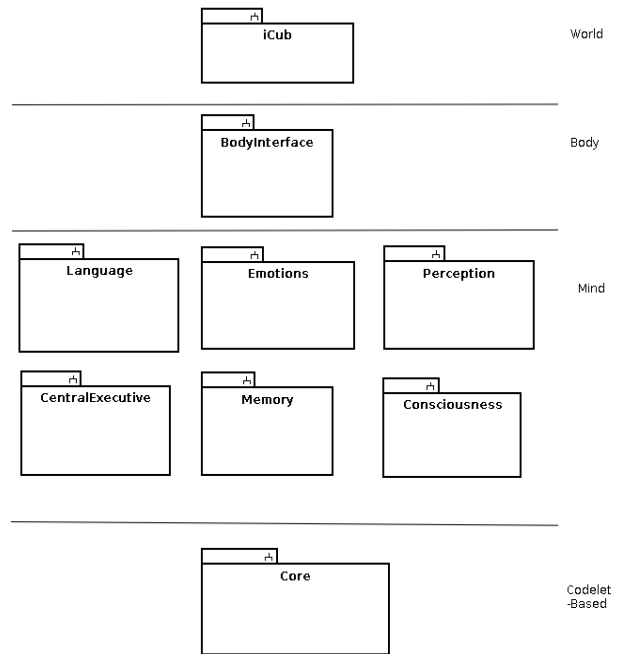 iCub
World
BodyInterface
Body
Language
Emotions
Perception
Mind
CentralExecutive
Memory
Consciousness
Core
Codelet
-Based